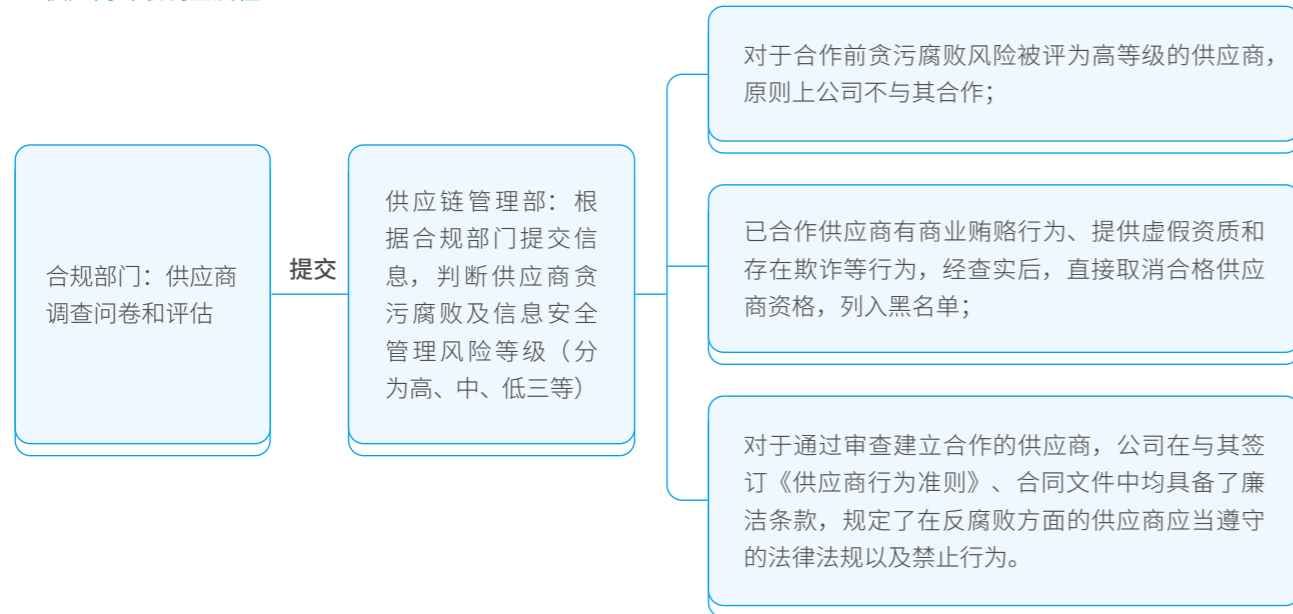 对于合作前贪污腐败风险被评为高等级的供应商，
原则上公司不与其合作；
合规部门：供应商
调查问卷和评估
提交
供应链管理部：根
据合规部门提交信
息，判断供应商贪
污腐败及信息安全
管理风险等级（分
为高、中、低三等）
已合作供应商有商业贿赂行为、提供虚假资质和
存在欺诈等行为，经查实后，直接取消合格供应
商资格，列入黑名单；
对于通过审查建立合作的供应商，公司在与其签
订《供应商行为准则》、合同文件中均具备了廉
洁条款，规定了在反腐败方面的供应商应当遵守
的法律法规以及禁止行为。